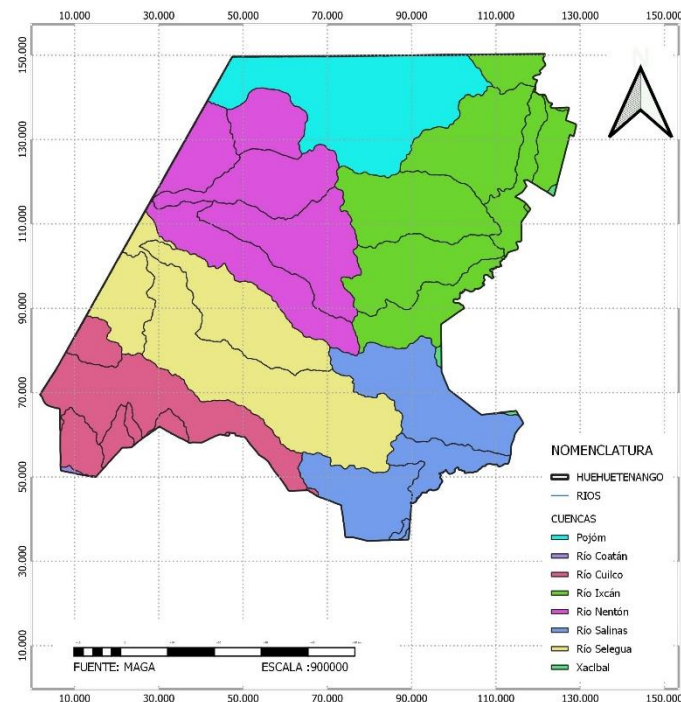 10.000 30.000 50.000 70.000 90.000 110.000 130.000 150.000
150.000
130.000
110.000
90.000
70.000
50.000
30.000
10.000
N
NOMENCLATURA
HUEHUETENANGO
RIOS
CUENCAS
Pojóm
Río Coatán
Río Cuilco
Río Ixcán
Río Nentón
Río Salinas
Río Selegua
Xaclbal
FUENTE: MAGA ESCALA :900000
10.000 30.000 50.000 70.000 90.000 110.000 130.000 150.000